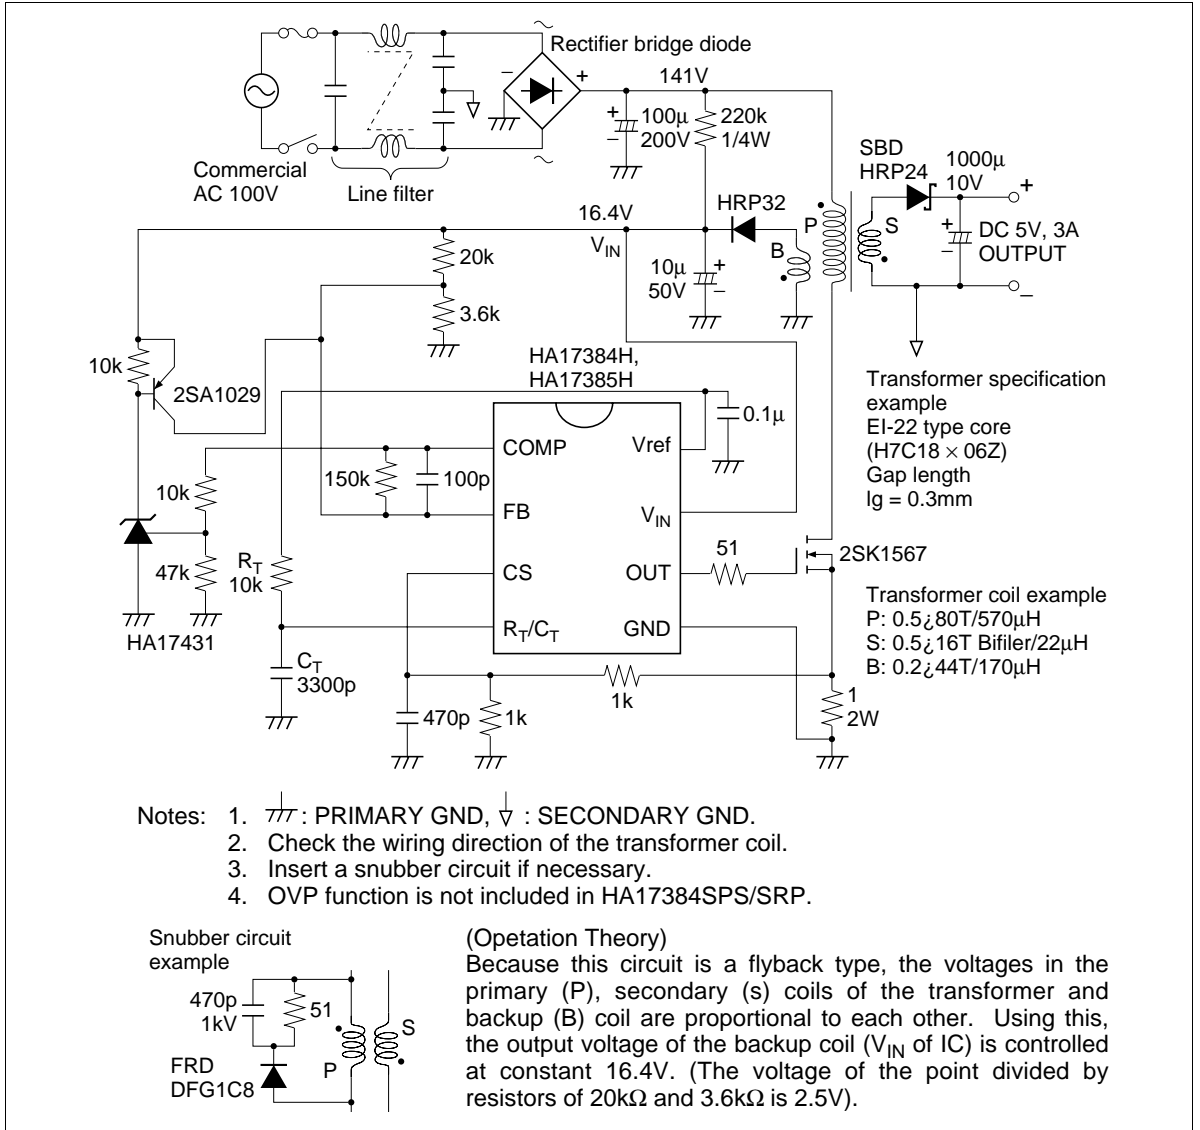 Rectifier bridge diode
~
~
−
+
141V
100μ
200V
+
−
220k
1/4W
Commercial
AC 100V
Line filter
SBD
HRP24
1000μ
10V
+
HRP32
16.4V
VIN
P
S
B
+
−
DC 5V, 3A
OUTPUT
−
20k
10μ
50V
+
−
3.6k
10k
2SA1029
HA17384H,
HA17385H
0.1μ
Transformer specification
example
EI-22 type core
(H7C18 × 06Z)
Gap length
lg = 0.3mm
COMP
Vref
150k
100p
10k
FB
VIN
51
2SK1567
RT
10k
47k
CS
OUT
HA17431
RT/CT
GND
Transformer coil example
P: 0.5¿80T/570μH
S: 0.5¿16T Bifiler/22μH
B: 0.2¿44T/170μH
CT
3300p
1k
470p
1k
1
2W
Notes: 1. : PRIMARY GND, : SECONDARY GND.
2. Check the wiring direction of the transformer coil.
3. Insert a snubber circuit if necessary.
4. OVP function is not included in HA17384SPS/SRP.
Snubber circuit
example
470p
1kV
51
P
S
FRD
DFG1C8
(Opetation Theory)
Because this circuit is a flyback type, the voltages in the
primary (P), secondary (s) coils of the transformer and
backup (B) coil are proportional to each other. Using this,
the output voltage of the backup coil (VIN of IC) is controlled
at constant 16.4V. (The voltage of the point divided by
resistors of 20kΩ and 3.6kΩ is 2.5V).